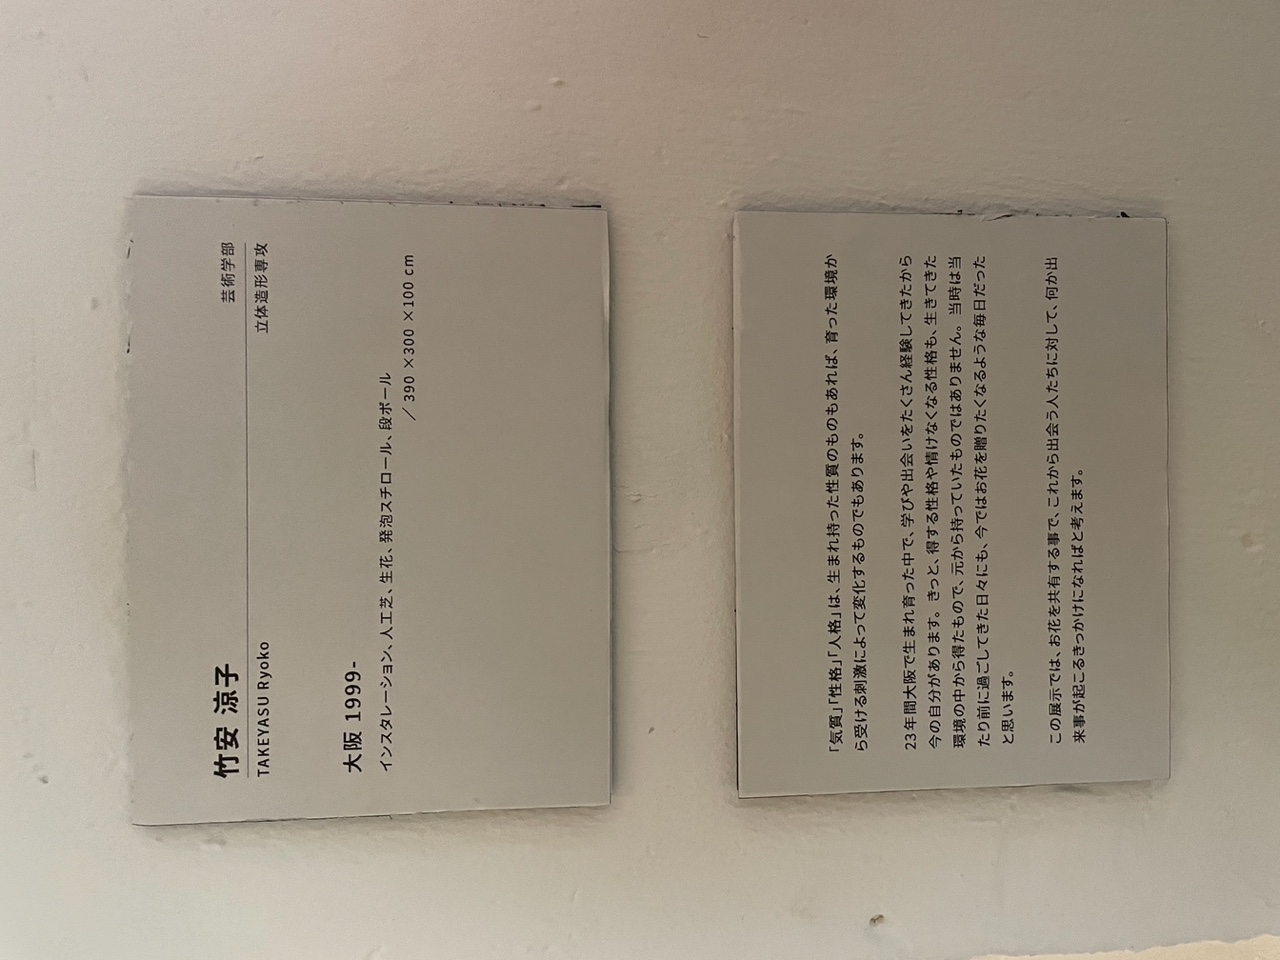 竹安 涼子
芸術学部
TAKEYASU Ryoko
立体造形専攻
大阪 1999-
インスタレーション、人工芝、生花、発泡スチロール、段ボール
／ 390 ×300 ×100 cm
「気質」「性格」「人格」は、生まれ持った性質のものもあれば、育った環境か
ら受ける刺激によって変化するものでもあります。
23 年間大阪で生まれ育った中で、学びや出会いをたくさん経験してきたから
今の自分があります。きっと、得する性格や情けなくなる性格も、生きてきた
環境の中から得たもので、元から持っていたものではありません。当時は当
たり前に過ごしてきた日々にも、今ではお花を贈りたくなるような毎日だった
と思います。
この展示では、お花を共有する事で、これから出会う人たちに対して、何か出
来事が起こるきっかけになればと考えます。